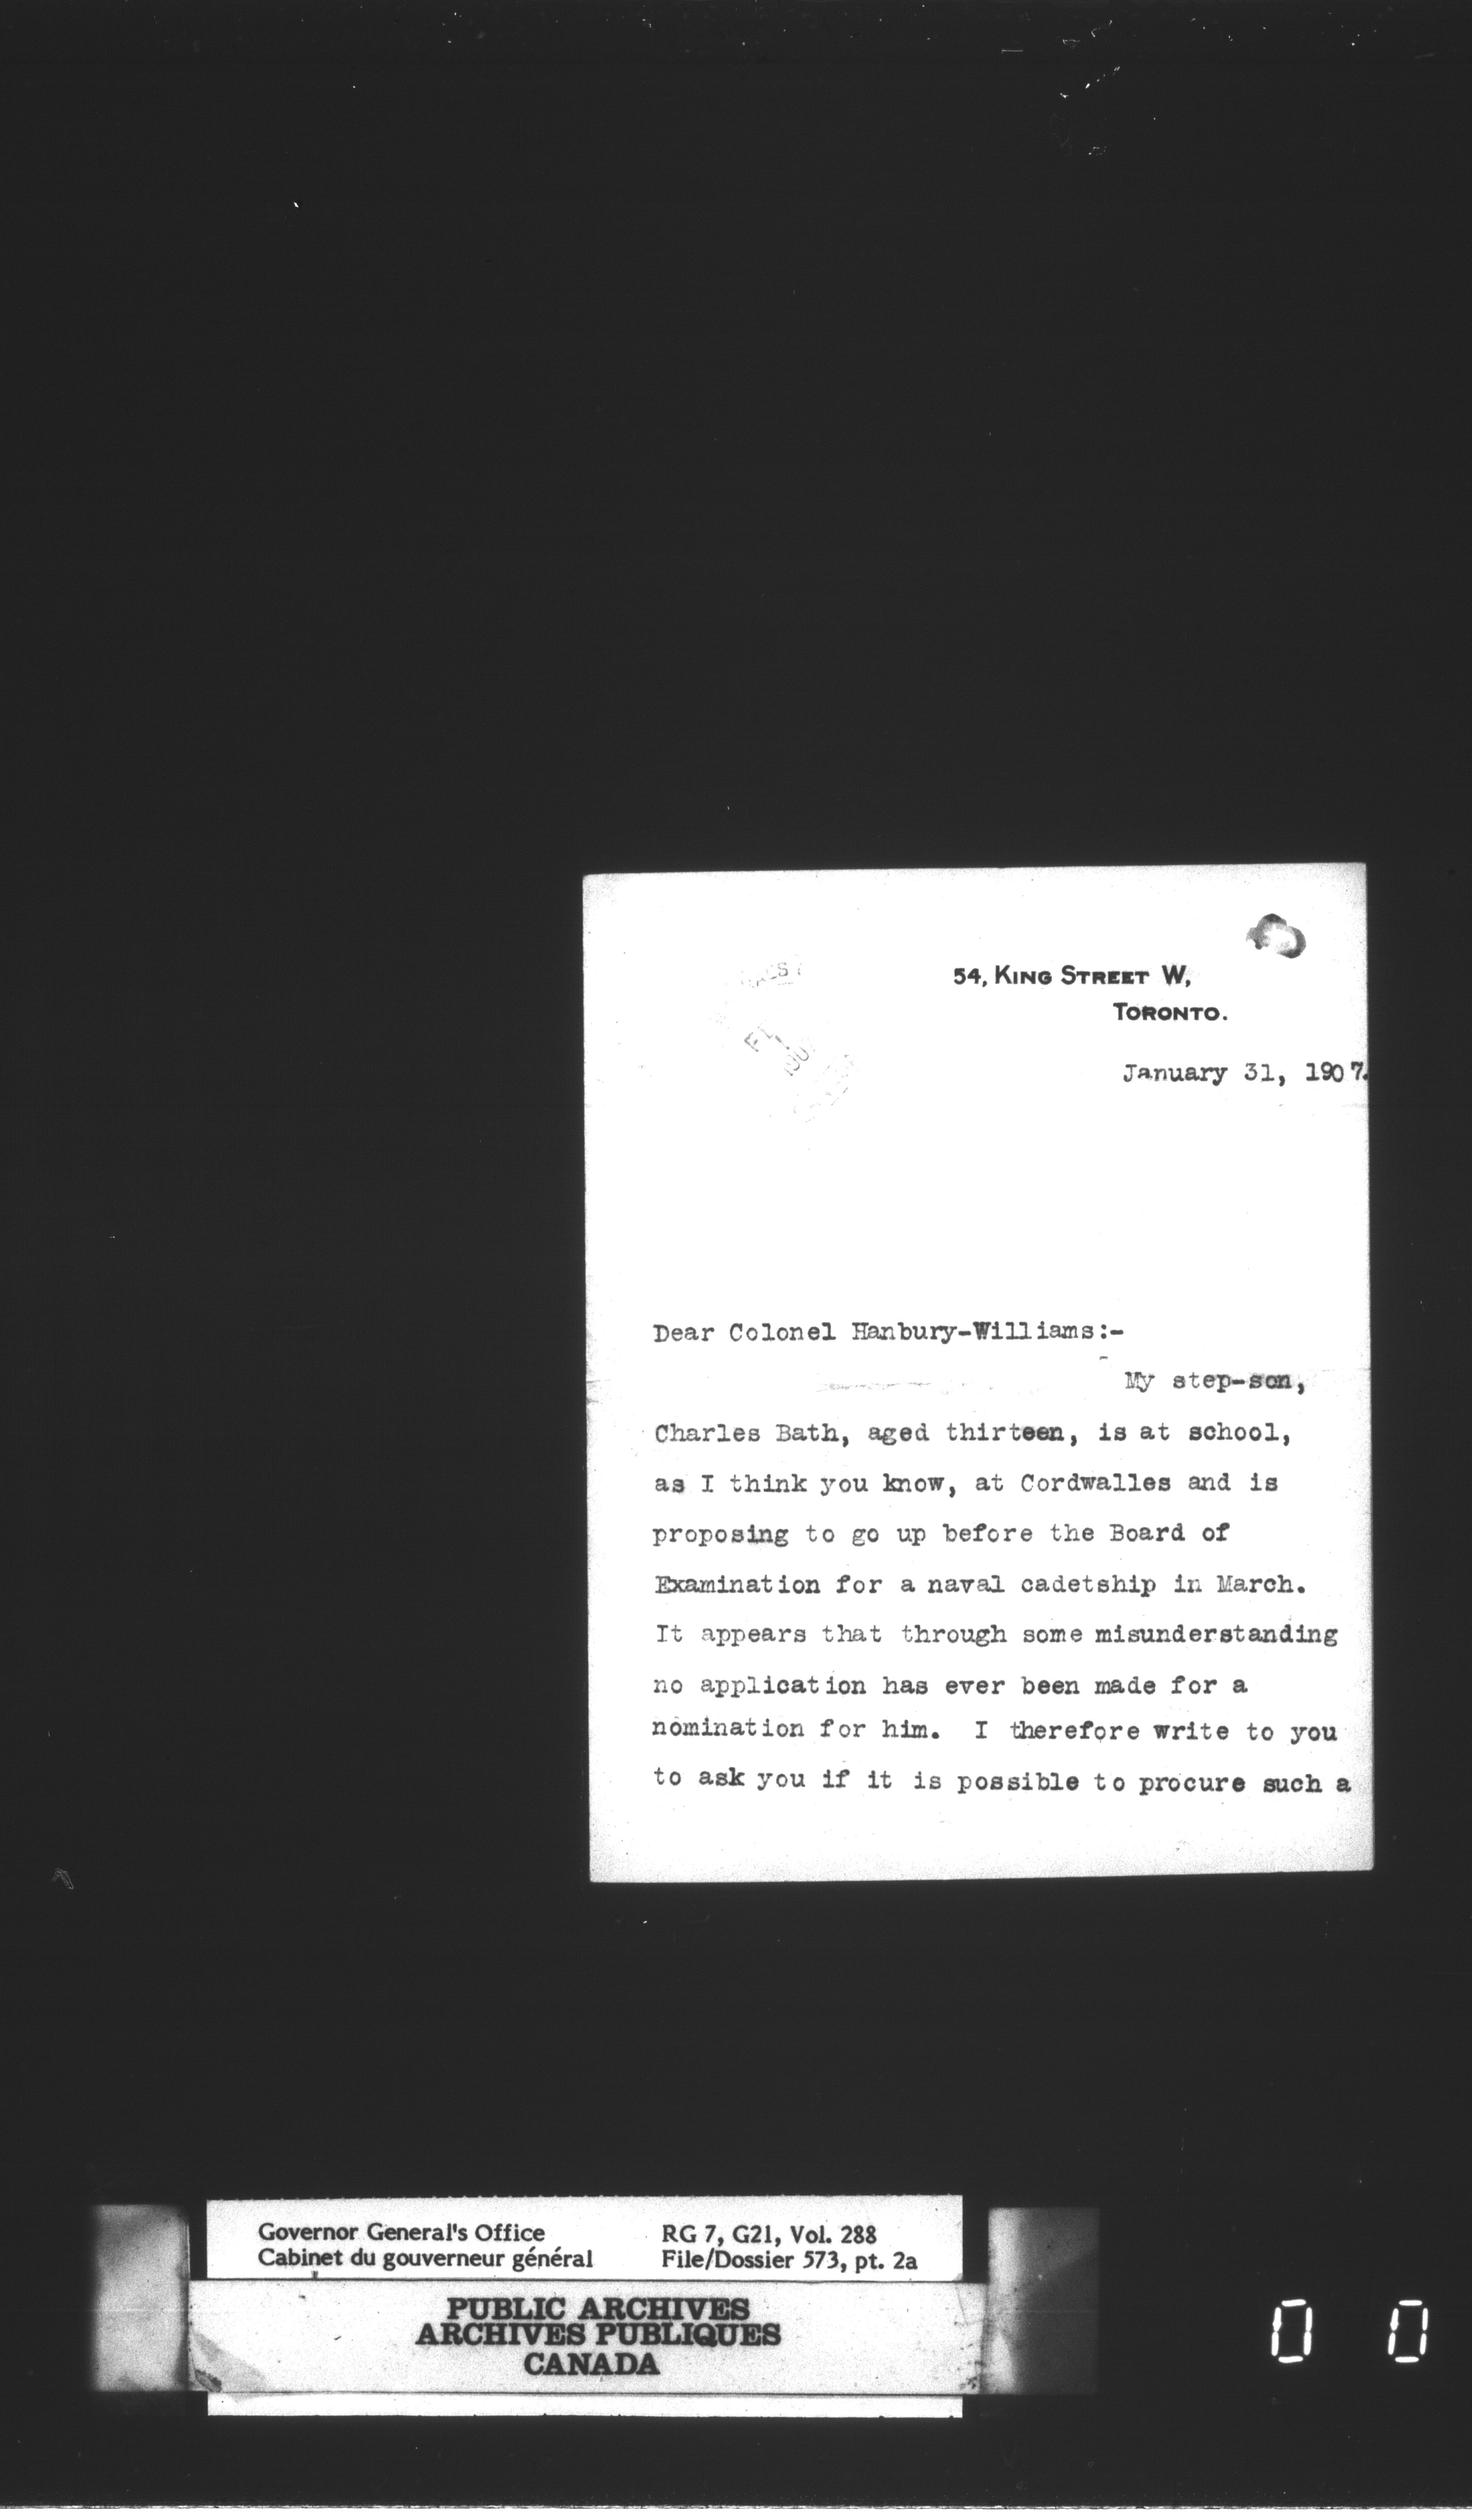 54, KING STREET W,
TORONTO.
January 31, 1907.
Dear Colonel Hanbury-Williams:-
My step-son,
Charles Bath, aged thirteen, is at school,
as I think you know, at Cordwalles and is
proposing to go up before the Board of
Examination for a naval cadetship in March.
It appears that through some misunderstanding
no application has ever been made for a
nomination for him. I therefore write to you
to ask you if it is possible to procure such a
Governor General's Office
Cabinet du gouverneur général
RG 7, G21, Vol. 288
File/Dossier 573, pt. 2a
PUBLIC ARCHIVES
ARCHIVES PUBLIQUES
CANADA
0 0